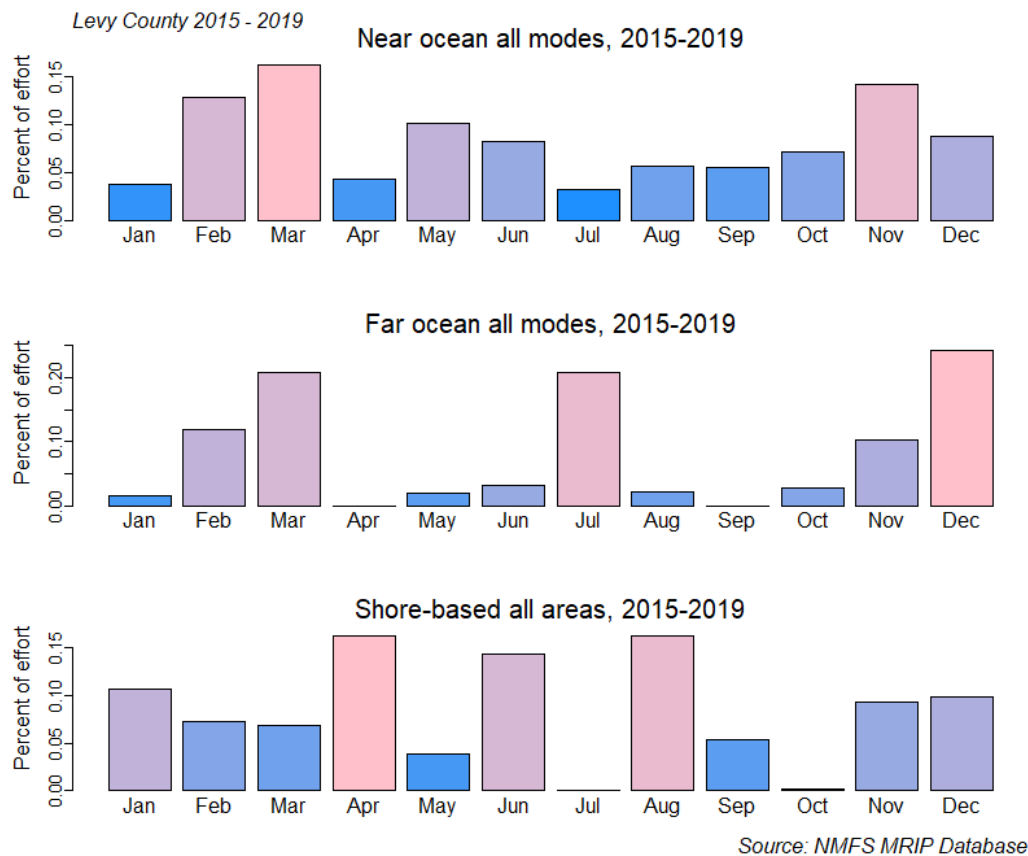 Levy County 2015 - 2019
Near ocean all modes, 2015-2019
Percent of effort
0.15
0.10
0.05
0.00
Jan Feb Mar Apr May Jun Jul Aug Sep Oct Nov Dec
Far ocean all modes, 2015-2019
Percent of effort
0.20
0.10
0.00
Jan Feb Mar Apr May Jun Jul Aug Sep Oct Nov Dec
Shore-based all areas, 2015-2019
Percent of effort
0.15
0.10
0.05
0.00
Jan Feb Mar Apr May Jun Jul Aug Sep Oct Nov Dec
Source: NMFS MRIP Database